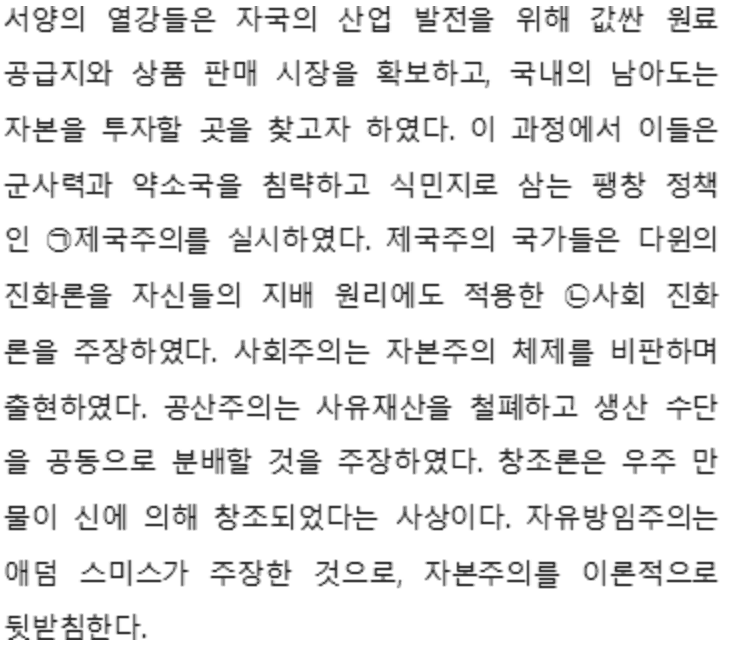 서양의 열강들은 자국의 산업 발전을 위해 값싼 원료
공급지와 상품 판매 시장을 확보하고, 국내의 남아도는
자본을 투자할 곳을 찾고자 하였다. 이 과정에서 이들은
군사력과 약소국을 침략하고 식민지로 삼는 팽창 정책
인 ㉠제국주의를 실시하였다. 제국주의 국가들은 다윈의
진화론을 자신들의 지배 원리에도 적용한 ㉡사회 진화
론을 주장하였다. 사회주의는 자본주의 체제를 비판하며
출현하였다. 공산주의는 사유재산을 철폐하고 생산 수단
을 공동으로 분배할 것을 주장하였다. 창조론은 우주 만
물이 신에 의해 창조되었다는 사상이다. 자유방임주의는
애덤 스미스가 주장한 것으로, 자본주의를 이론적으로
뒷받침한다.